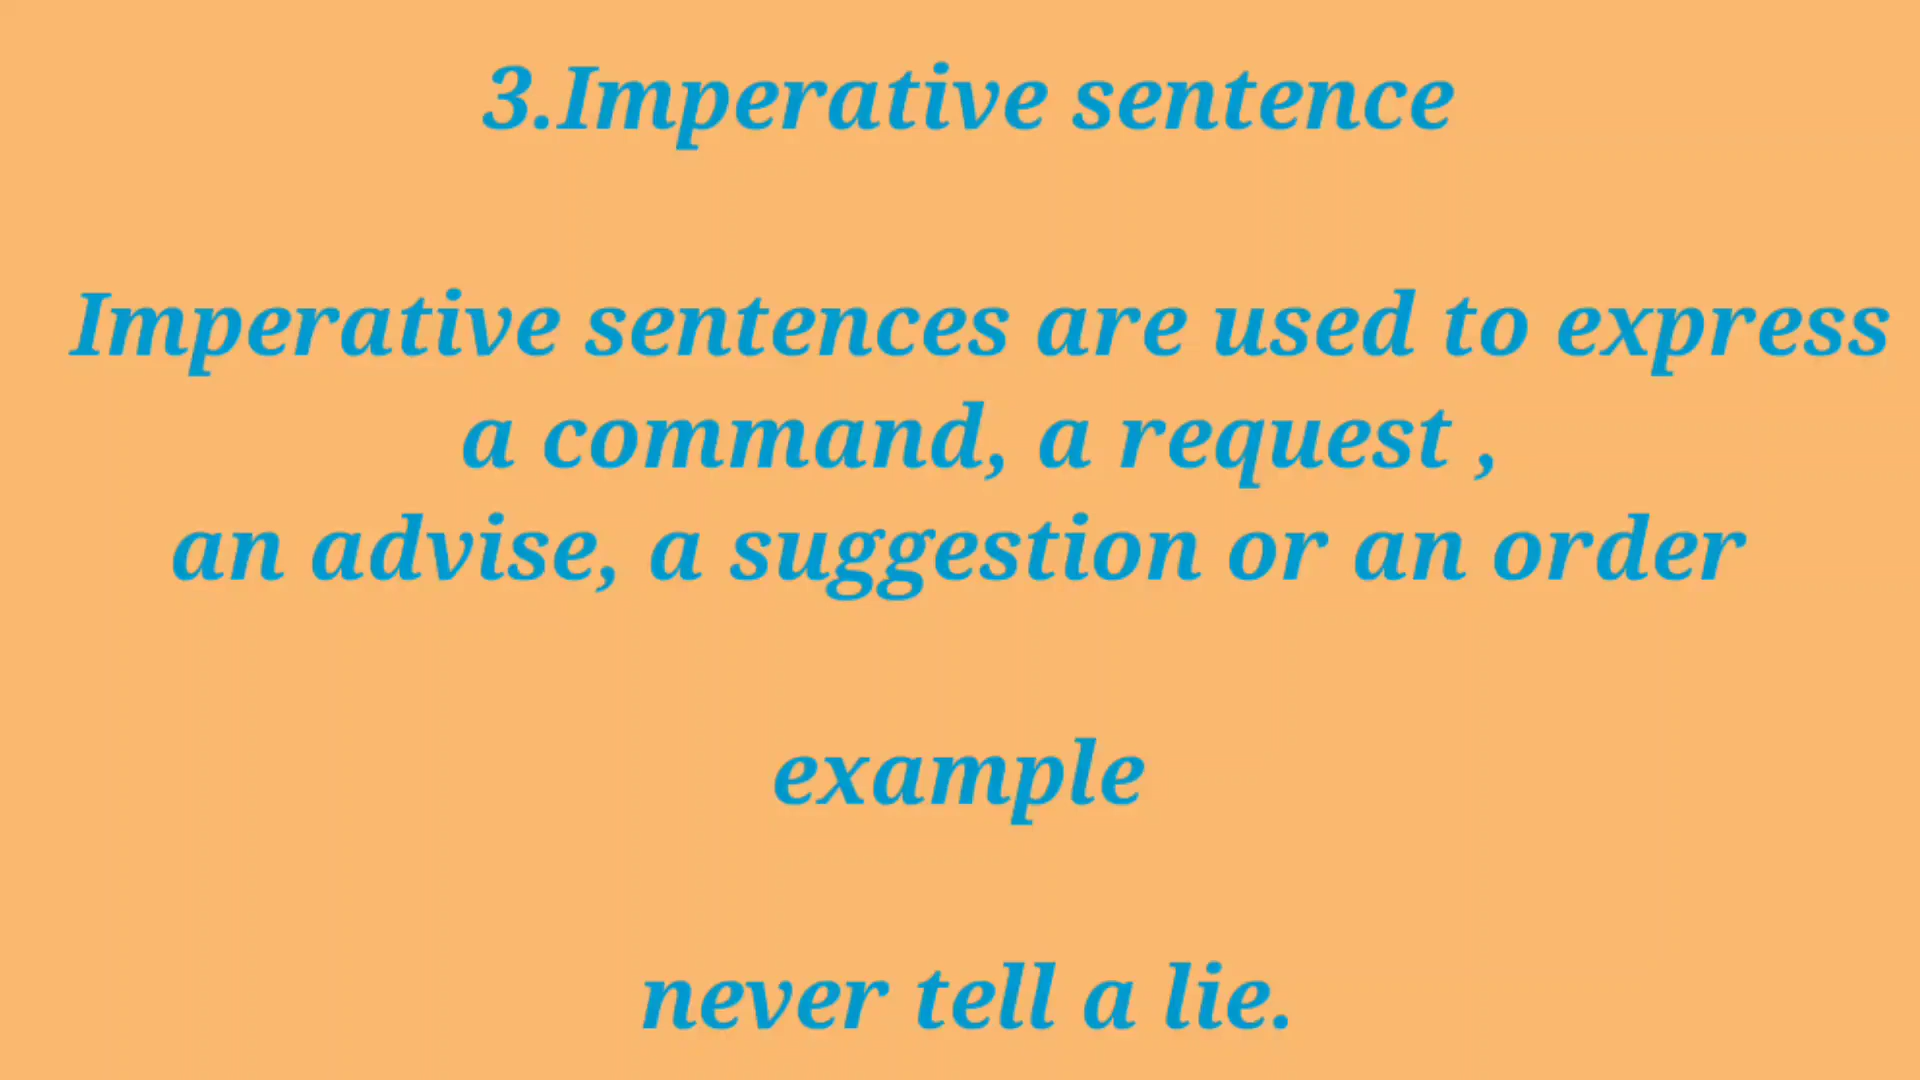 3.Imperative sentence
Imperative sentences are used to express
a command, a request ,
an advise, a suggestion or an order
example
never tell a lie.